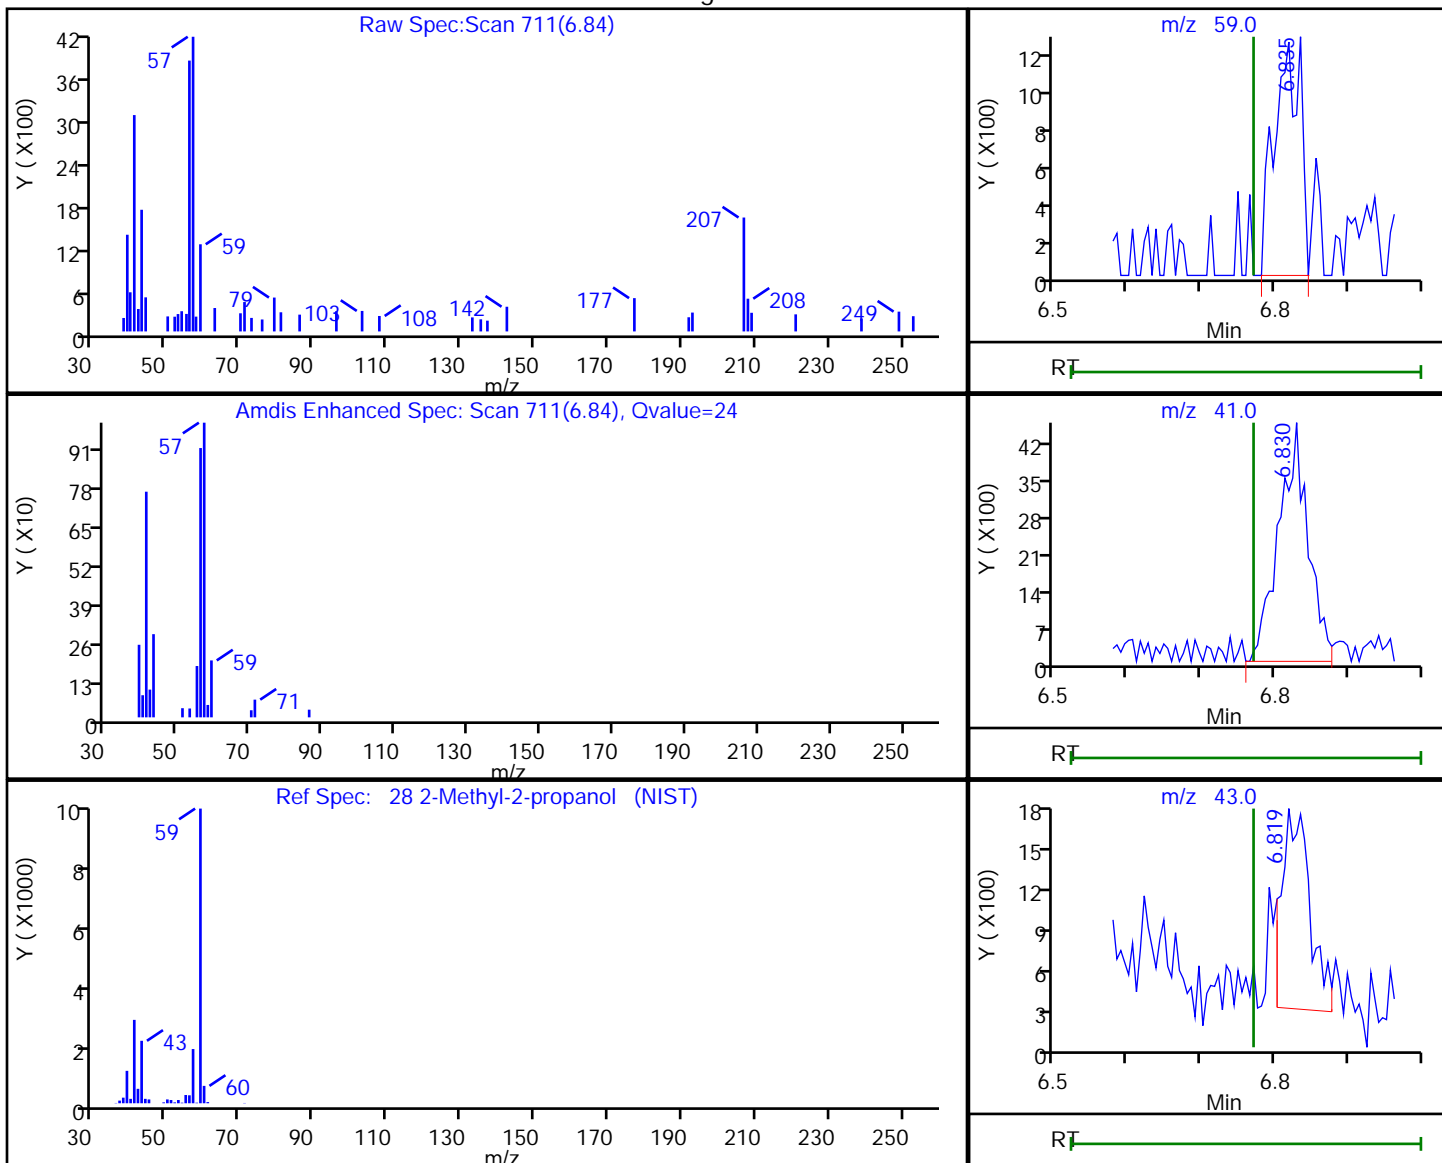 Raw Spec:Scan 711(6.84)
42
36
30
24
18
12
6
0
Y ( X100)
57
59
79
103
108
142
177
207
208
249
30 50 70 90 110 130 150 170 190 210 230 250
m/z
m/z 59.0
12
10
8
6
4
2
0
Y ( X100)
6.835
6.5 6.8
Min
RT
Amdis Enhanced Spec: Scan 711(6.84), Qvalue=24
91
78
65
52
39
26
13
0
Y ( X10)
57
59
71
30 50 70 90 110 130 150 170 190 210 230 250
m/z
m/z 41.0
42
35
28
21
14
7
0
Y ( X100)
6.830
6.5 6.8
Min
RT
Ref Spec: 28 2-Methyl-2-propanol (NIST)
10
8
6
4
2
0
Y ( X1000)
59
43
60
30 50 70 90 110 130 150 170 190 210 230 250
m/z
m/z 43.0
18
15
12
9
6
3
0
Y ( X100)
6.819
6.5 6.8
Min
RT